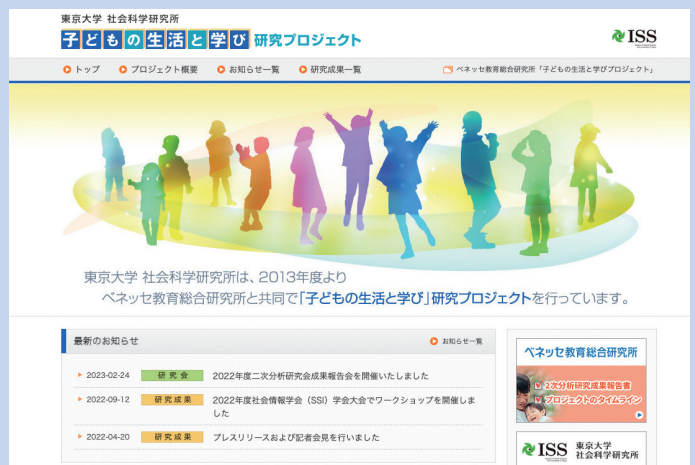 東京大学 社会科学研究所
子どもの生活と学び 研究プロジェクト
ISS
トップ プロジェクト概要 お知らせ一覧 研究成果一覧 ベネッセ教育総合研究所「子どもの生活と学びプロジェクト」
東京大学 社会科学研究所は、2013年度より
ベネッセ教育総合研究所と共同で「子どもの生活と学び」研究プロジェクトを行っています。
最新のお知らせ お知らせ一覧
2023-02-24 研究会 2022年度二次分析研究会成果報告会を開催いたしました
2022-09-12 研究成果 2022年度社会情報学会（SSI）学会大会でワークショップを開催しま
した
2022-04-20 研究成果 プレスリリースおよび記者会見を行いました
ベネッセ教育総合研究所
2次分析研究成果報告書
プロジェクトのタイムライン
ISS 東京大学
社会科学研究所